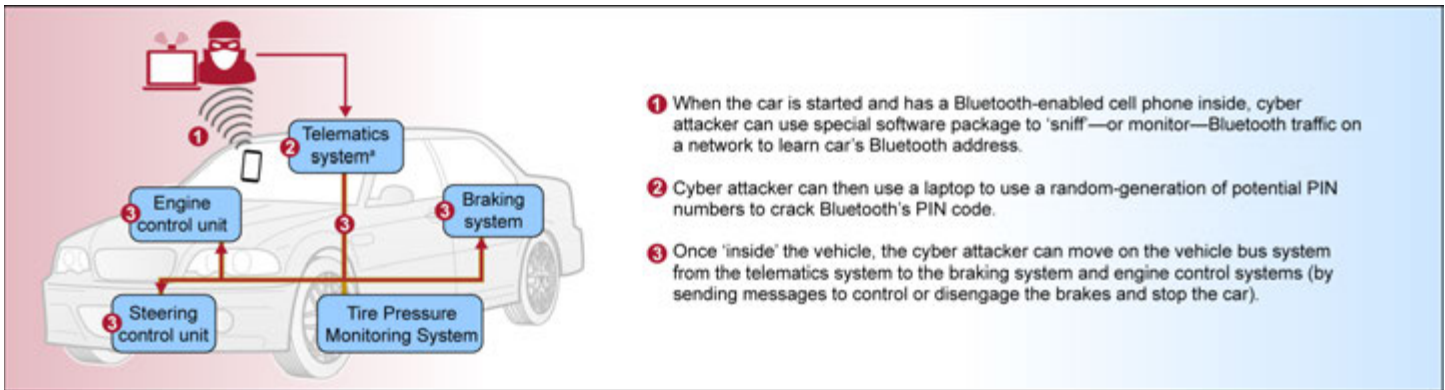 1
Telematics
system^a
2
Engine
control unit
3
Braking
system
3
3
Steering
control unit
3
Tire Pressure
Monitoring System
1 When the car is started and has a Bluetooth-enabled cell phone inside, cyber
attacker can use special software package to ‘sniff’—or monitor—Bluetooth traffic on
a network to learn car’s Bluetooth address.
2 Cyber attacker can then use a laptop to use a random-generation of potential PIN
numbers to crack Bluetooth’s PIN code.
3 Once ‘inside’ the vehicle, the cyber attacker can move on the vehicle bus system
from the telematics system to the braking system and engine control systems (by
sending messages to control or disengage the brakes and stop the car).